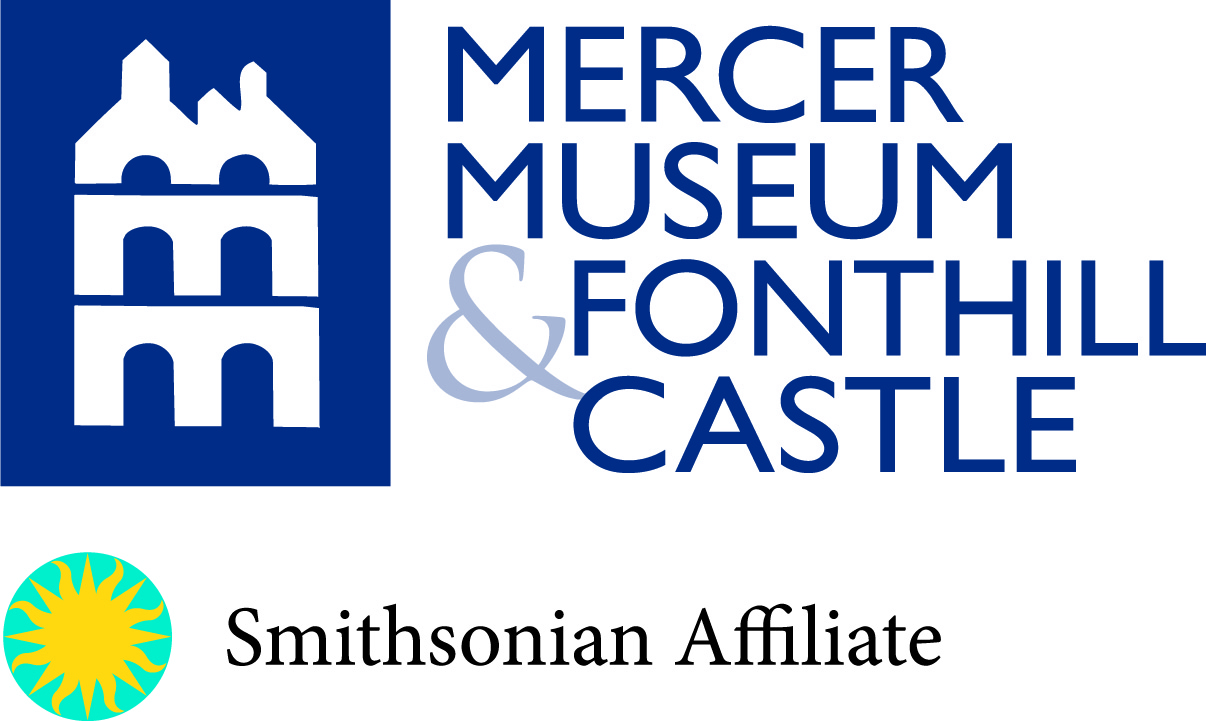 MERCER
MUSEUM
& FONTHILL
CASTLE
Smithsonian Affiliate